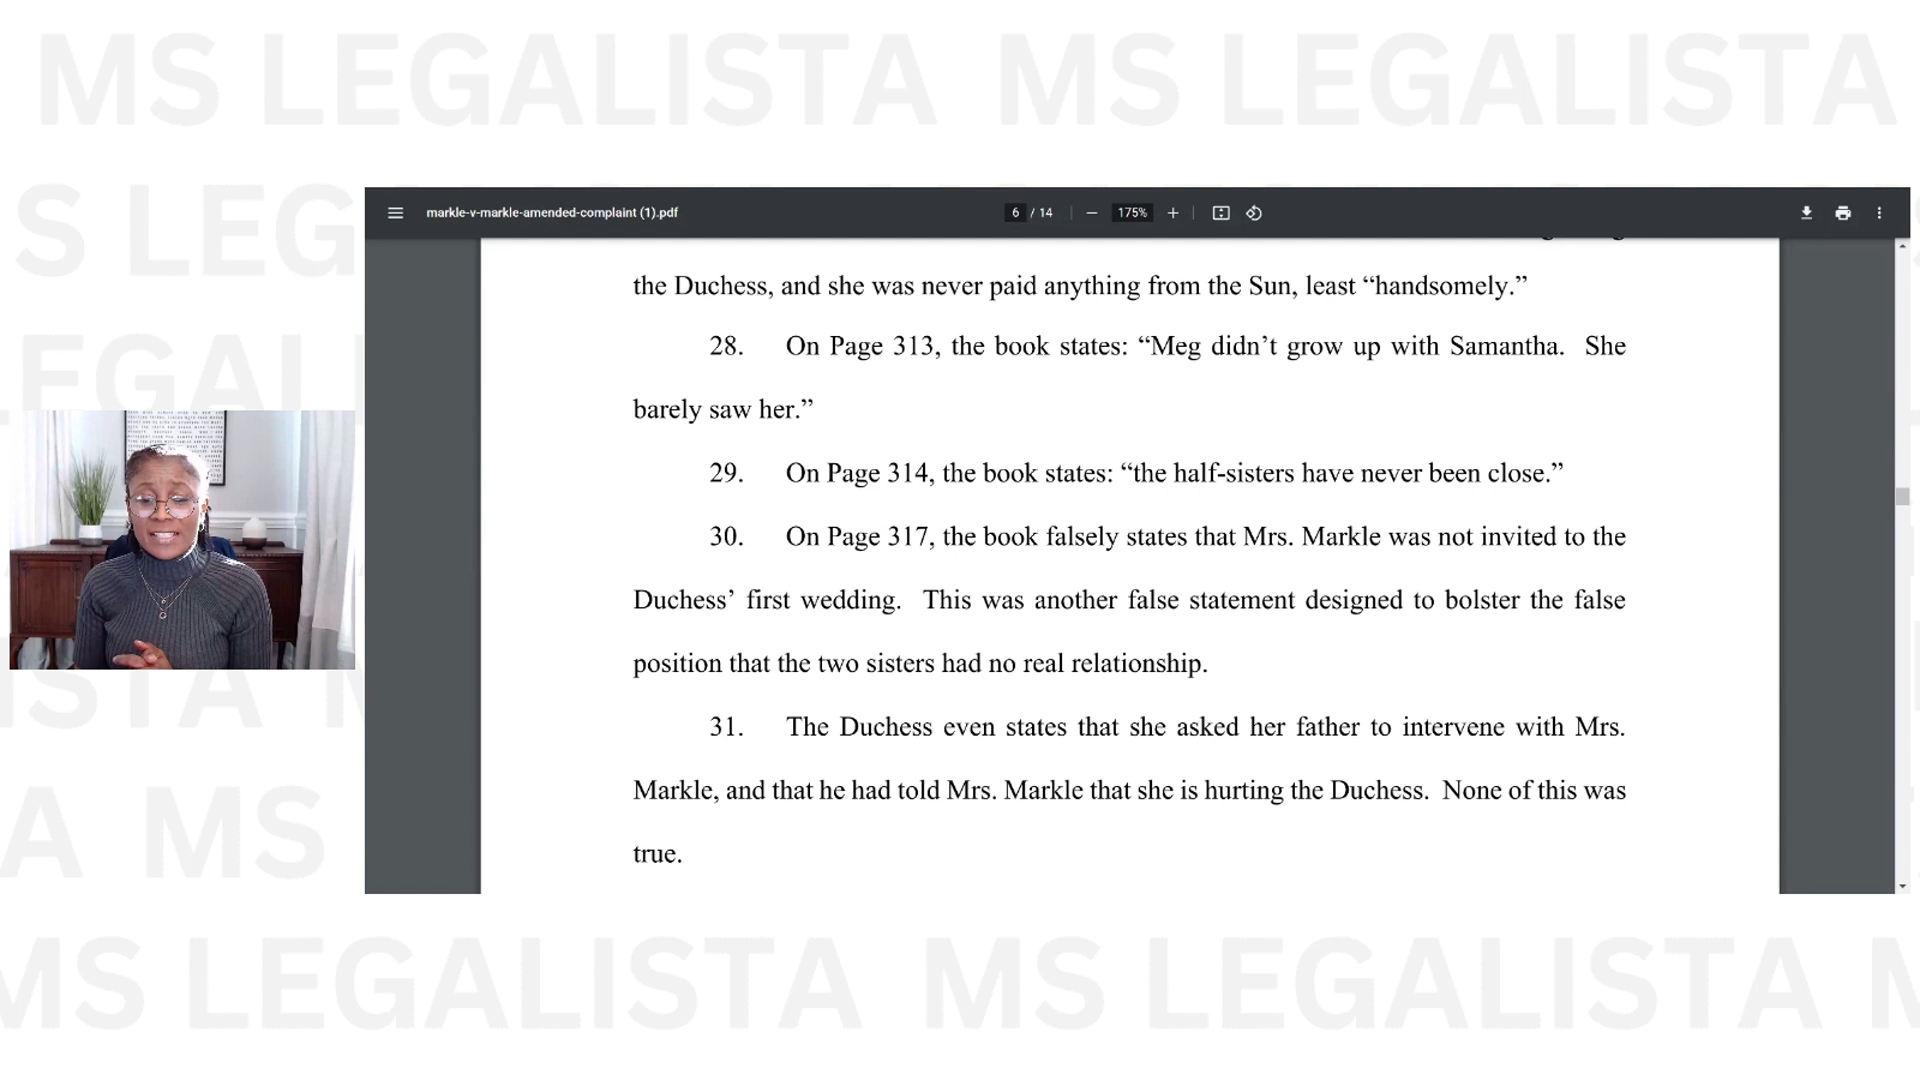 MS LEGALISTA MS LEGALISTA
S LEG
markle-v-markle-amended-complaint (1).pdf
6 / 14
175%
the Duchess, and she was never paid anything from the Sun, least “handsomely.”
28. On Page 313, the book states: “Meg didn’t grow up with Samantha. She
barely saw her.”
29. On Page 314, the book states: “the half-sisters have never been close.”
30. On Page 317, the book falsely states that Mrs. Markle was not invited to the
Duchess’ first wedding. This was another false statement designed to bolster the false
position that the two sisters had no real relationship.
31. The Duchess even states that she asked her father to intervene with Mrs.
Markle, and that he had told Mrs. Markle that she is hurting the Duchess. None of this was
true.
EGALI
ISTA M
A MS
MS LEGALISTA MS LEGALISTA M